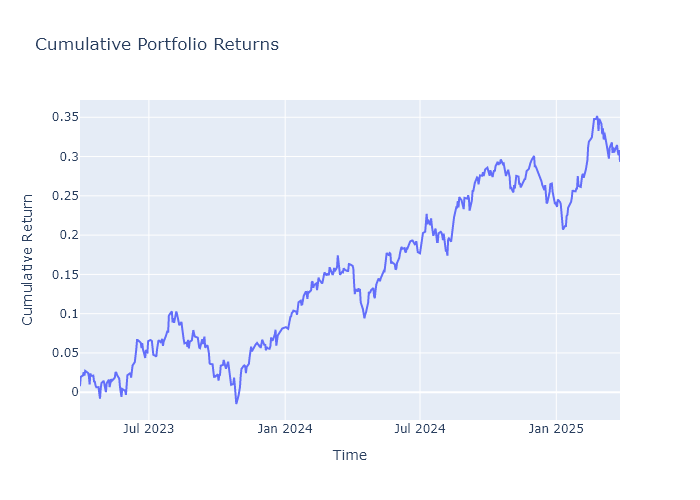 Cumulative Portfolio Returns
Cumulative Return
0.35
0.3
0.25
0.2
0.15
0.1
0.05
0
Jul 2023
Jan 2024
Jul 2024
Jan 2025
Time